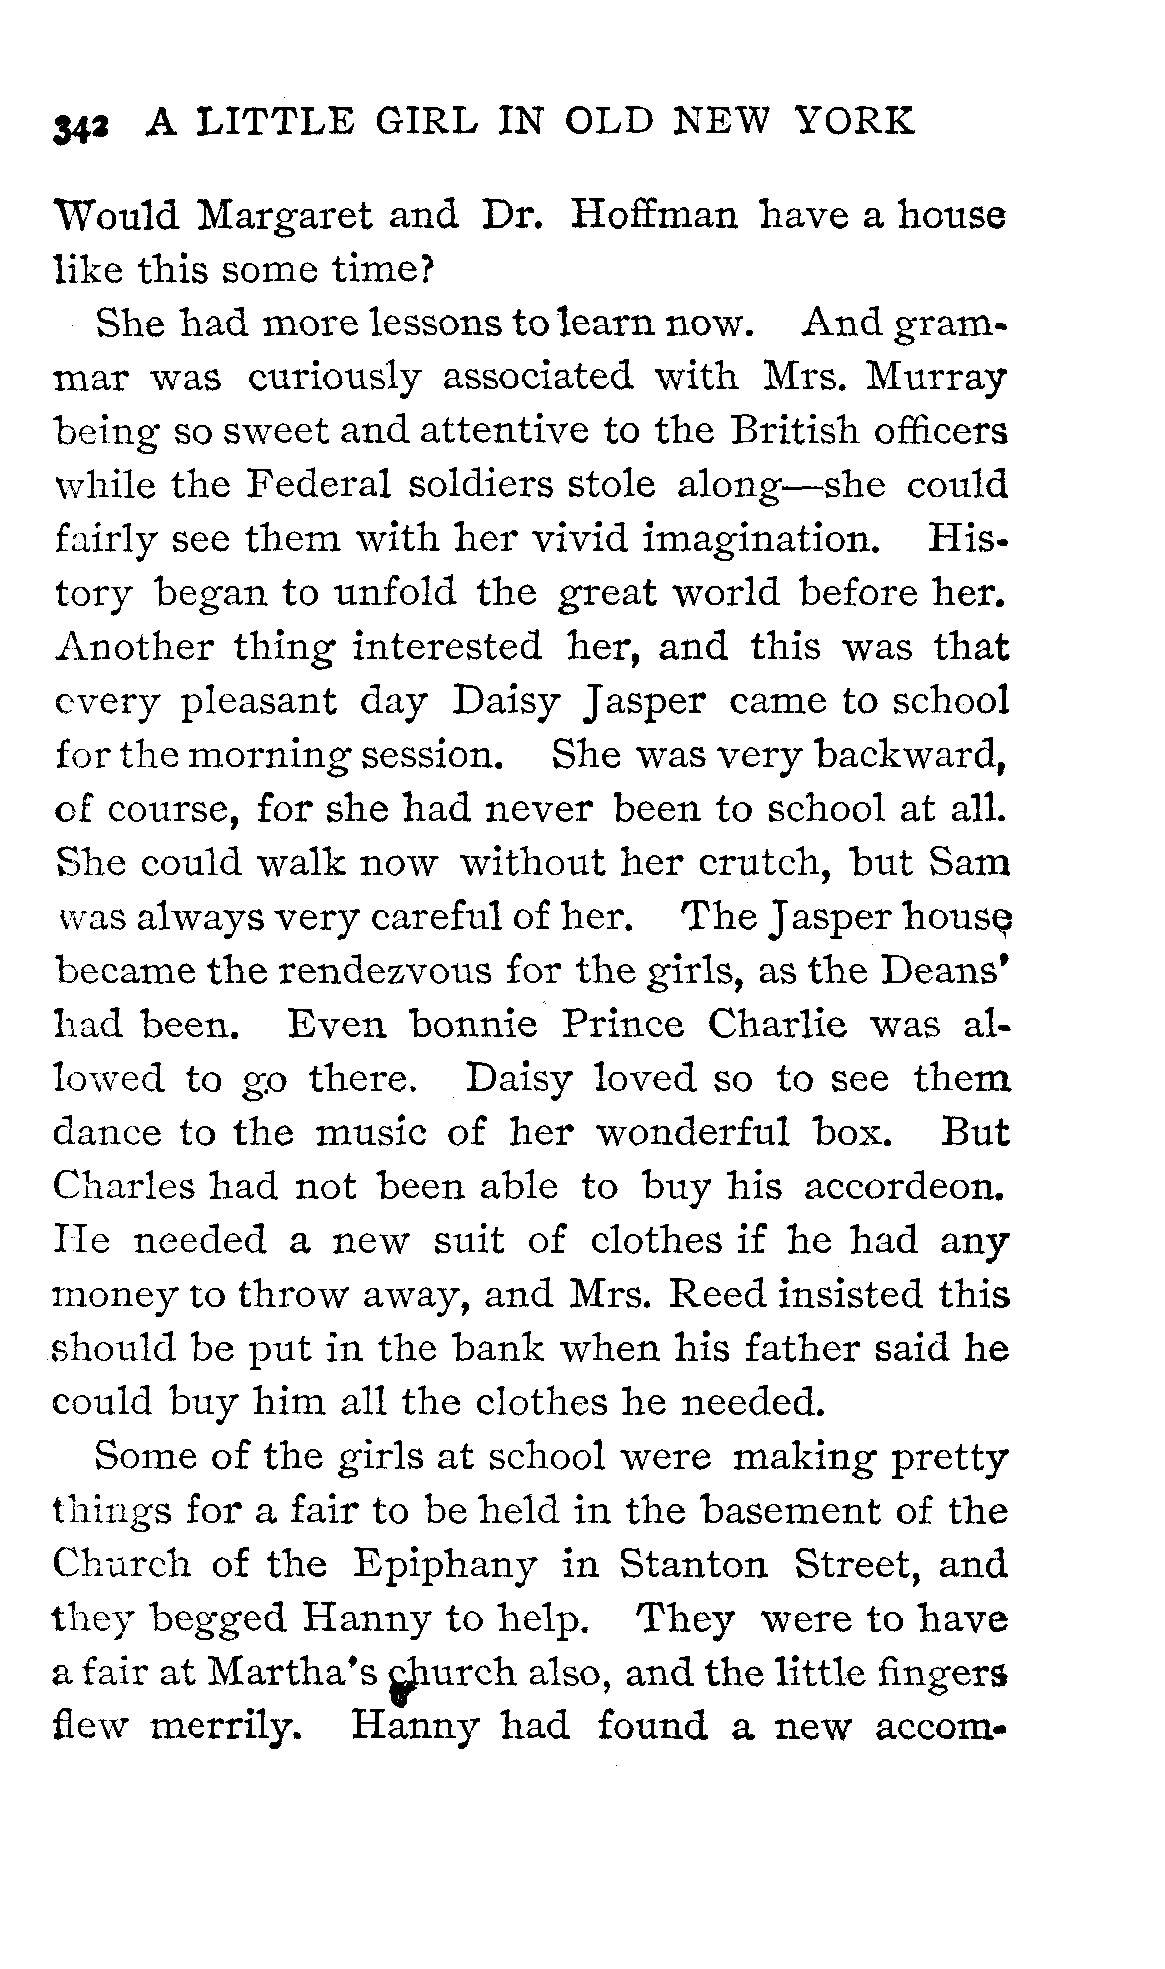 342 A LITTLE GIRL IN OLD NEW YORK
Would Margaret and Dr. Hoffman have a house
like this some time?
She had more lessons to learn now. And gram-
mar was curiously associated with Mrs. Murray
being so sweet and attentive to the British officers
while the Federal soldiers stole along—she could
fairly see them with her vivid imagination. His-
tory began to unfold the great world before her.
Another thing interested her, and this was that
every pleasant day Daisy Jasper came to school
for the morning session. She was very backward,
of course, for she had never been to school at all.
She could walk now without her crutch, but Sam
was always very careful of her. The Jasper house
became the rendezvous for the girls, as the Deans'
had been. Even bonnie Prince Charlie was al-
lowed to go there. Daisy loved so to see them
dance to the music of her wonderful box. But
Charles had not been able to buy his accordeon.
He needed a new suit of clothes if he had any
money to throw away, and Mrs. Reed insisted this
should be put in the bank when his father said he
could buy him all the clothes he needed.
Some of the girls at school were making pretty
things for a fair to be held in the basement of the
Church of the Epiphany in Stanton Street, and
they begged Hanny to help. They were to have
a fair at Martha's church also, and the little fingers
flew merrily. Hanny had found a new accom-